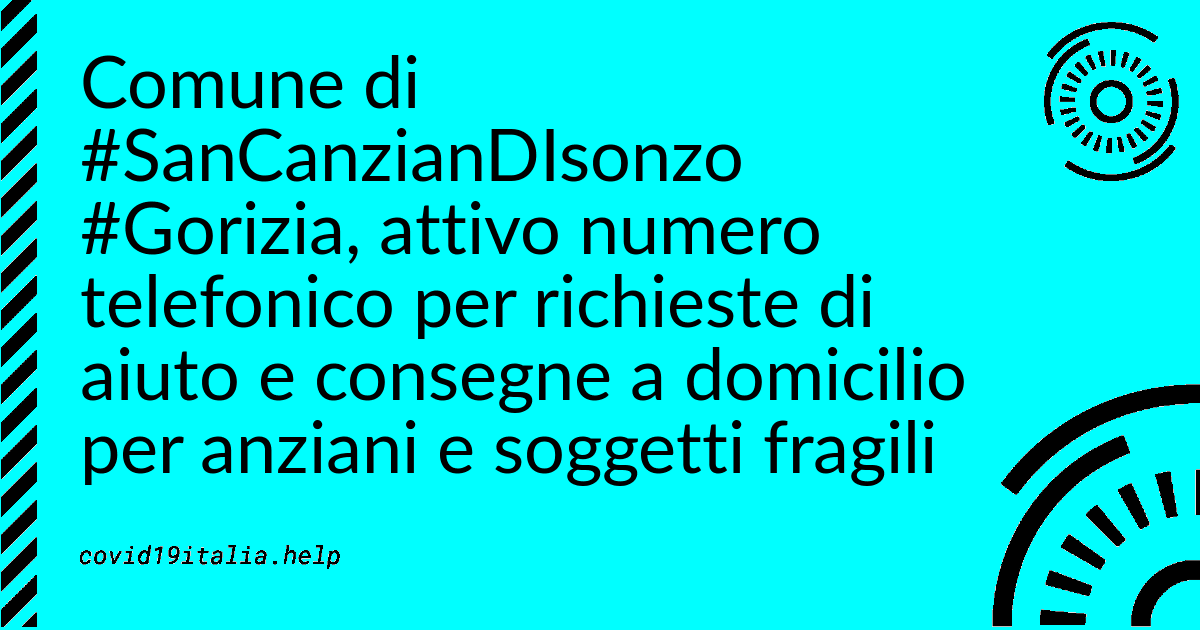 Comune di
#SanCanzianDIsonzo
#Gorizia, attivo numero
telefonico per richieste di
aiuto e consegne a domicilio
per anziani e soggetti fragili
covid19italia.help